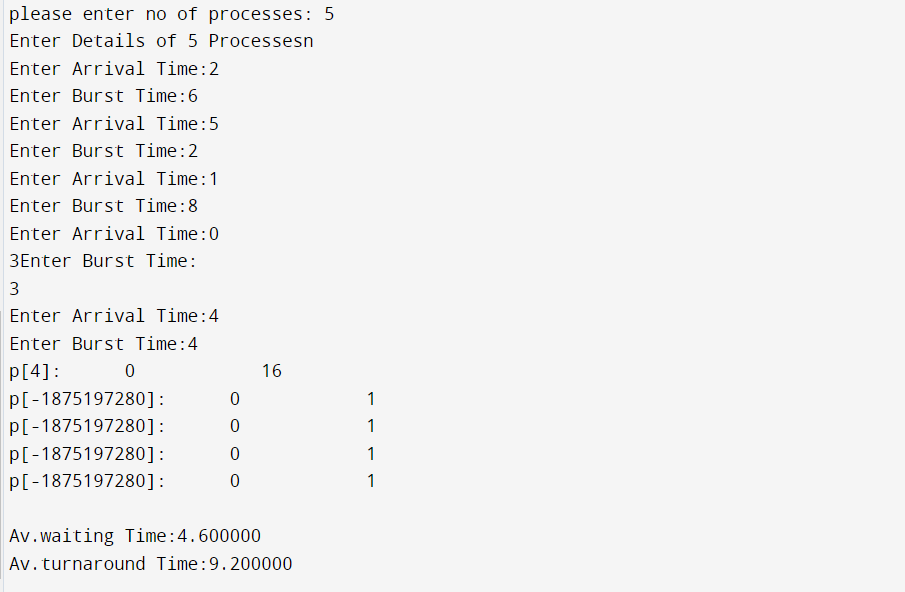 please enter no of processes: 5
Enter Details of 5 Processesn
Enter Arrival Time:2
Enter Burst Time:6
Enter Arrival Time:5
Enter Burst Time:2
Enter Arrival Time:1
Enter Burst Time:8
Enter Arrival Time:0
3Enter Burst Time:
3
Enter Arrival Time:4
Enter Burst Time:4
p[4]: 0 16
p[-1875197280]: 0 1
p[-1875197280]: 0 1
p[-1875197280]: 0 1
p[-1875197280]: 0 1
Av.waiting Time:4.600000
Av.turnaround Time:9.200000